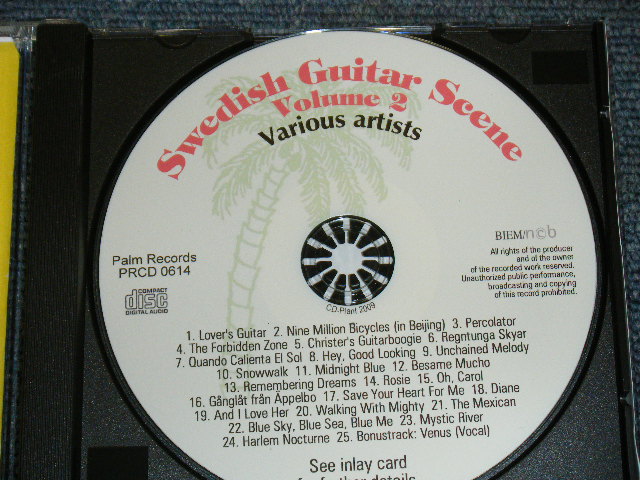 Swedish Guitar Scene
Volume 2
Various artists
Palm Records
PRCD 0614
COMPACT
disc
DIGITAL AUDIO
BIEM/n©b
All rights of the producer
and of the owner
of the recorded work reserved.
Unauthorized public performance,
broadcasting and copying
of this record prohibited.
CD-Plant 2009
1. Lover's Guitar 2. Nine Million Bicycles (in Beijing) 3. Percolator
4. The Forbidden Zone 5. Christer's Guitarboogie 6. Regntunga Skyar
7. Quando Calienta El Sol 8. Hey, Good Looking 9. Unchained Melody
10. Snowwalk 11. Midnight Blue 12. Besame Mucho
13. Remembering Dreams 14. Rosie 15. Oh, Carol
16. Gånglåt från Äppelbo 17. Save Your Heart For Me 18. Diane
19. And I Love Her 20. Walking With Mighty 21. The Mexican
22. Blue Sky, Blue Sea, Blue Me 23. Mystic River
24. Harlem Nocturne 25. Bonustrack: Venus (Vocal)
See inlay card
for further details